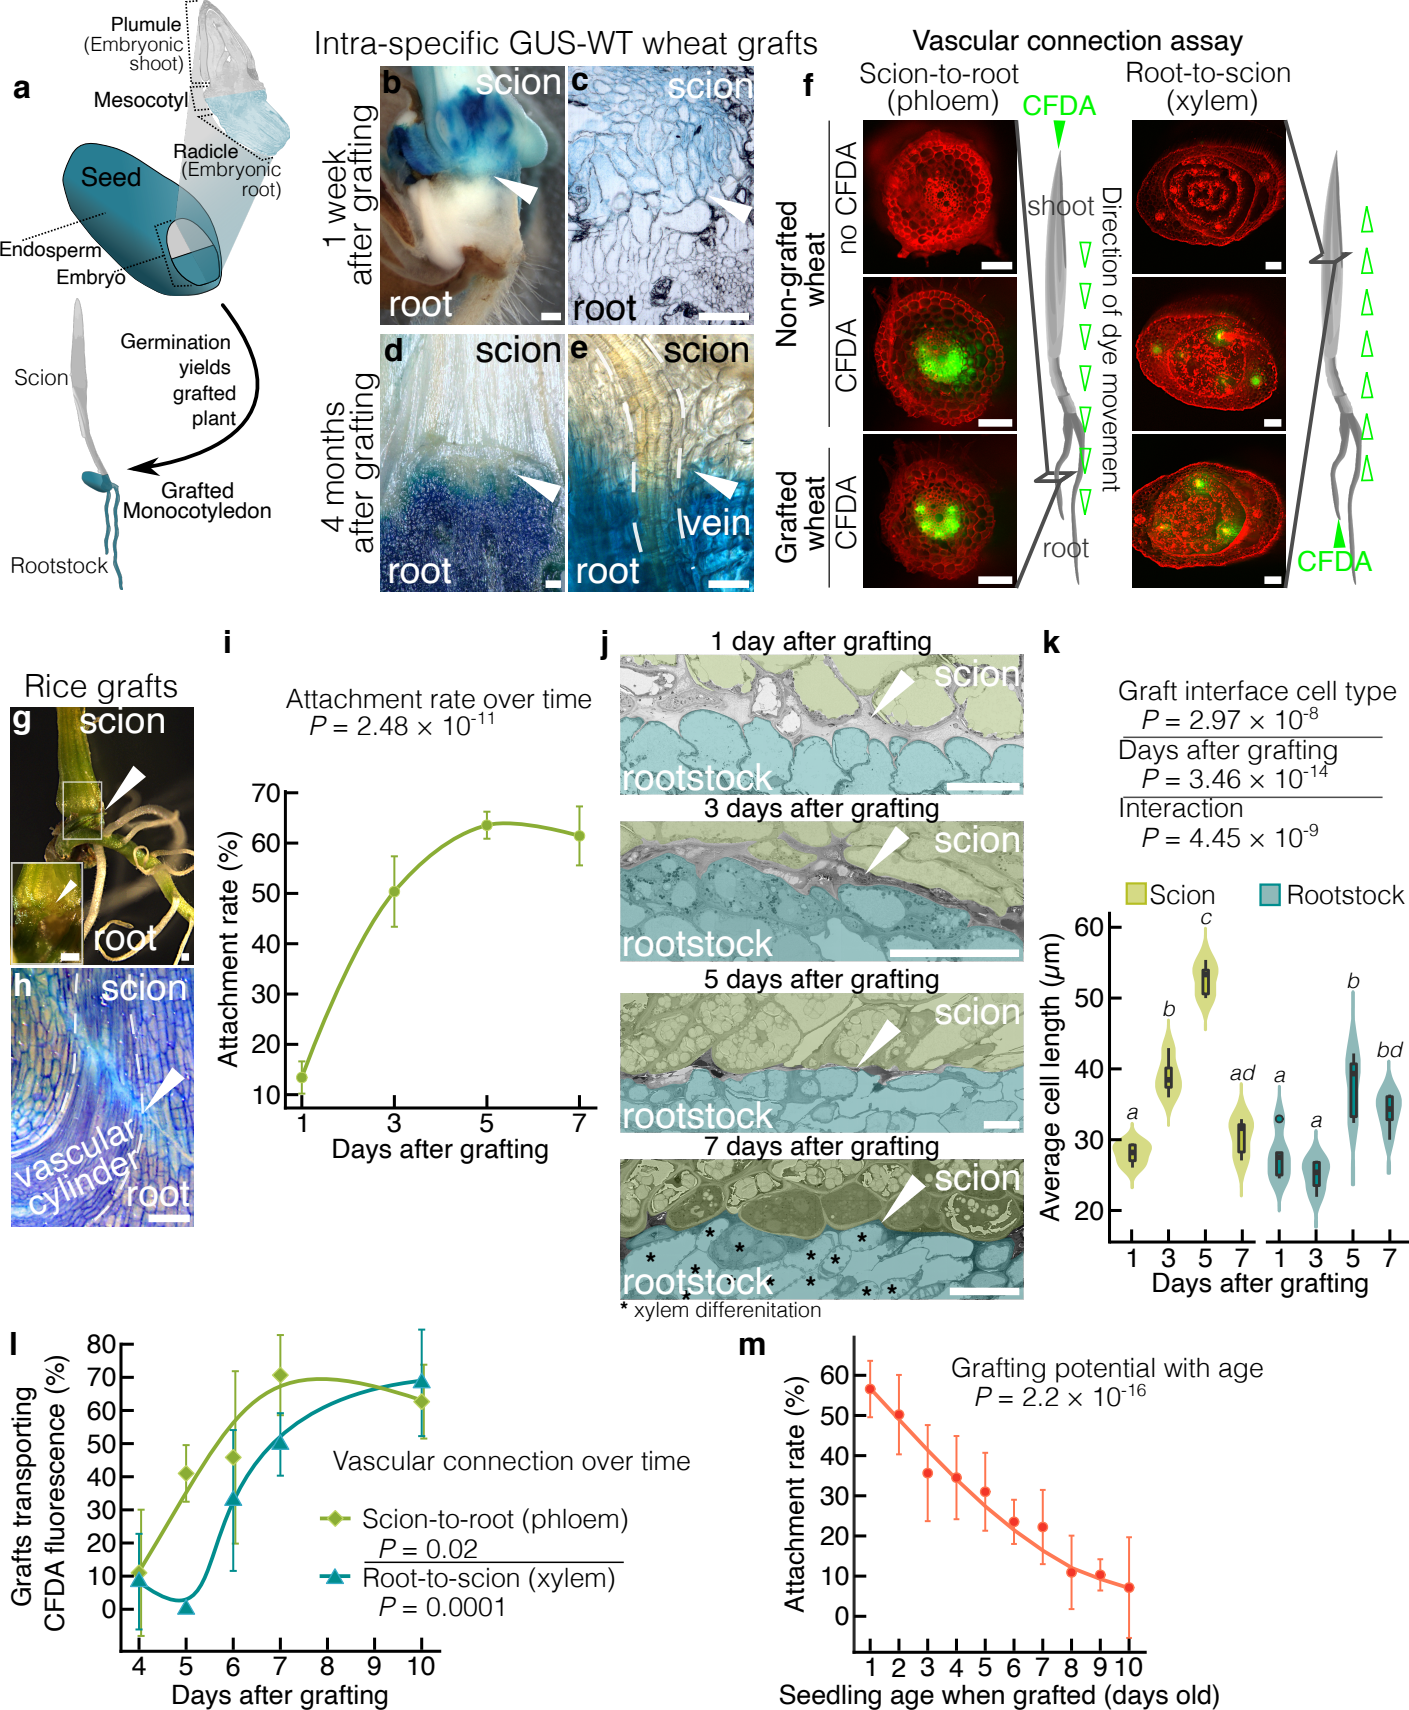 a
Plumule
(Embryonic
shoot)
Mesocotyl
Radicle
(Embryonic
root)
Seed
Endosperm
Embryo
Germination
yields
grafted
plant
Scion
Grafted
Monocotyledon
Rootstock
Intra-specific GUS-WT wheat grafts
1 week
after grafting
b
scion
root
c
scion
root
4 months
after grafting
d
scion
root
e
scion
vein
root
Vascular connection assay
f
Scion-to-root
(phloem)
Root-to-scion
(xylem)
CFDA
Non-grafted
wheat
no CFDA
CFDA
Grafted
wheat
CFDA
shoot
root
Direction of dye movement
CFDA
Rice grafts
g
scion
root
h
scion
vascular
cylinder
root
i
Attachment rate over time
P = 2.48 × 10-11
Attachment rate (%)
70
60
50
40
30
20
10
1 3 5 7
Days after grafting
j
1 day after grafting
scion
rootstock
3 days after grafting
scion
rootstock
5 days after grafting
scion
rootstock
7 days after grafting
scion
* * * * * * * * * * * *
rootstock
* xylem differenitation
k
Graft interface cell type
P = 2.97 × 10-8
Days after grafting
P = 3.46 × 10-14
Interaction
P = 4.45 × 10-9
Scion
Rootstock
Average cell length (µm)
60
50
40
30
20
a b c ad a a b bd
1 3 5 7 1 3 5 7
Days after grafting
l
Grafts transporting
CFDA fluorescence (%)
80
70
60
50
40
30
20
10
0
Vascular connection over time
Scion-to-root (phloem)
P = 0.02
Root-to-scion (xylem)
P = 0.0001
4 5 6 7 8 9 10
Days after grafting
m
Grafting potential with age
P = 2.2 × 10-16
Attachment rate (%)
60
50
40
30
20
10
0
1 2 3 4 5 6 7 8 9 10
Seedling age when grafted (days old)